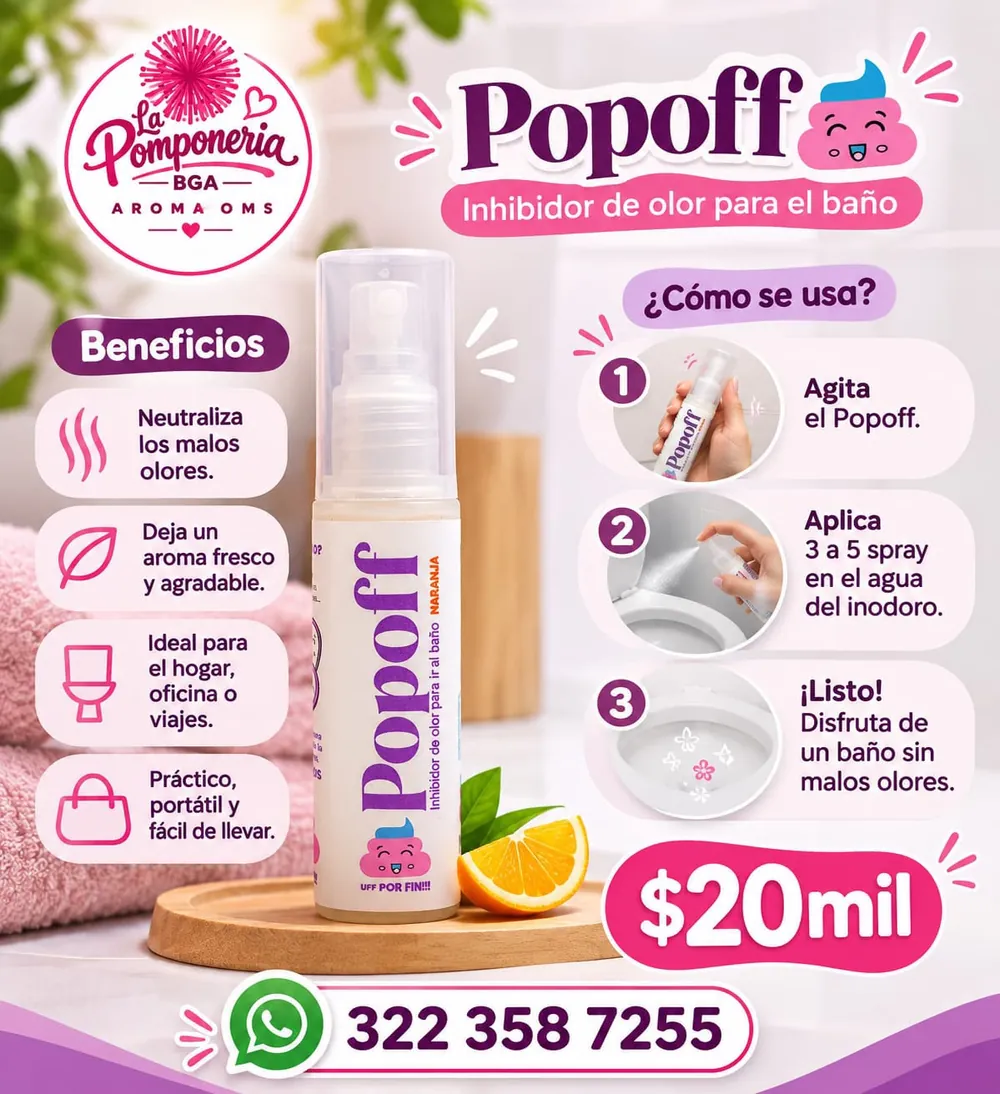 La
Pomponeria
BGA
AROMA OMS
Popoff
Inhibidor de olor para el baño
Beneficios
Neutraliza
los malos
olores.
Deja un
aroma fresco
y agradable.
Ideal para
el hogar,
oficina o
viajes.
Práctico,
portátil y
fácil de llevar.
Popoff
NARANJA
Inhibidor de olor para ir al baño
UFF POR FIN!!!
¿Cómo se usa?
1
Popoff
Agita
el Popoff.
2
Aplica
3 a 5 spray
en el agua
del inodoro.
3
¡Listo!
Disfruta de
un baño sin
malos olores.
$20mil
322 358 7255